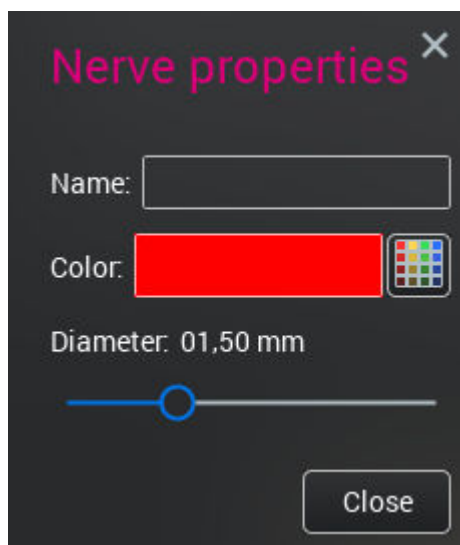 Nerve properties
Name:
Color:
Diameter: 01,50 mm
Close